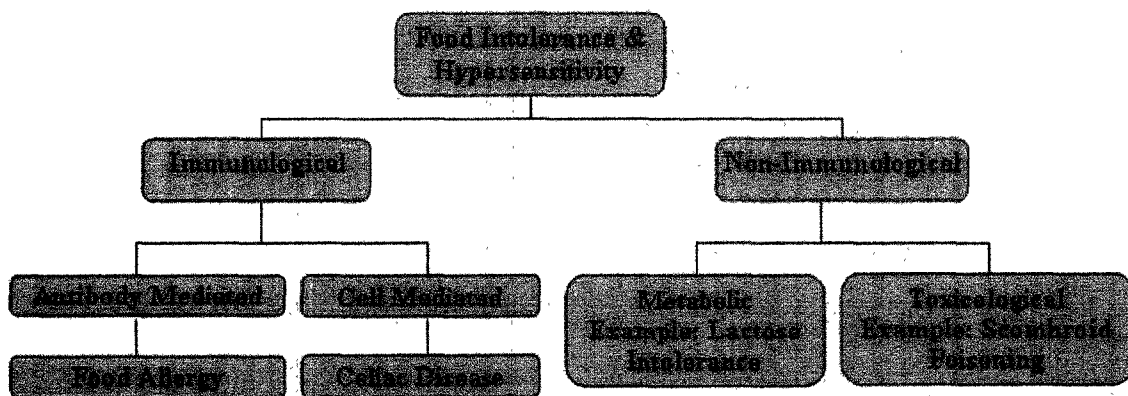 Food Intolerance &
Hypersensitivity
Immunological
Non-Immunological
Antibody Mediated
Cell Mediated
Metabolic
Example: Lactose
Intolerance
Toxicological
Example: Scombroid
Poisoning
Food Allergy
Celiac Disease